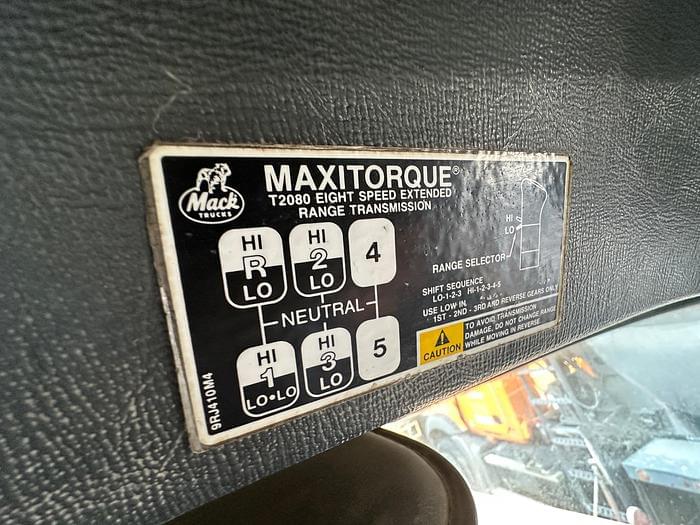 Mack
TRUCKS
MAXITORQUE®
T2080 EIGHT SPEED EXTENDED
RANGE TRANSMISSION
HI
R
LO
HI
2
LO
4
NEUTRAL
HI
1
LO•LO
HI
3
LO
5
HI
LO
RANGE SELECTOR
SHIFT SEQUENCE
LO-1-2-3 HI-1-2-3-4-5
USE LOW IN
1ST - 2ND - 3RD AND REVERSE GEARS ONLY
CAUTION
TO AVOID TRANSMISSION
DAMAGE, DO NOT CHANGE RANGE
WHILE MOVING IN REVERSE
9RJ410M4